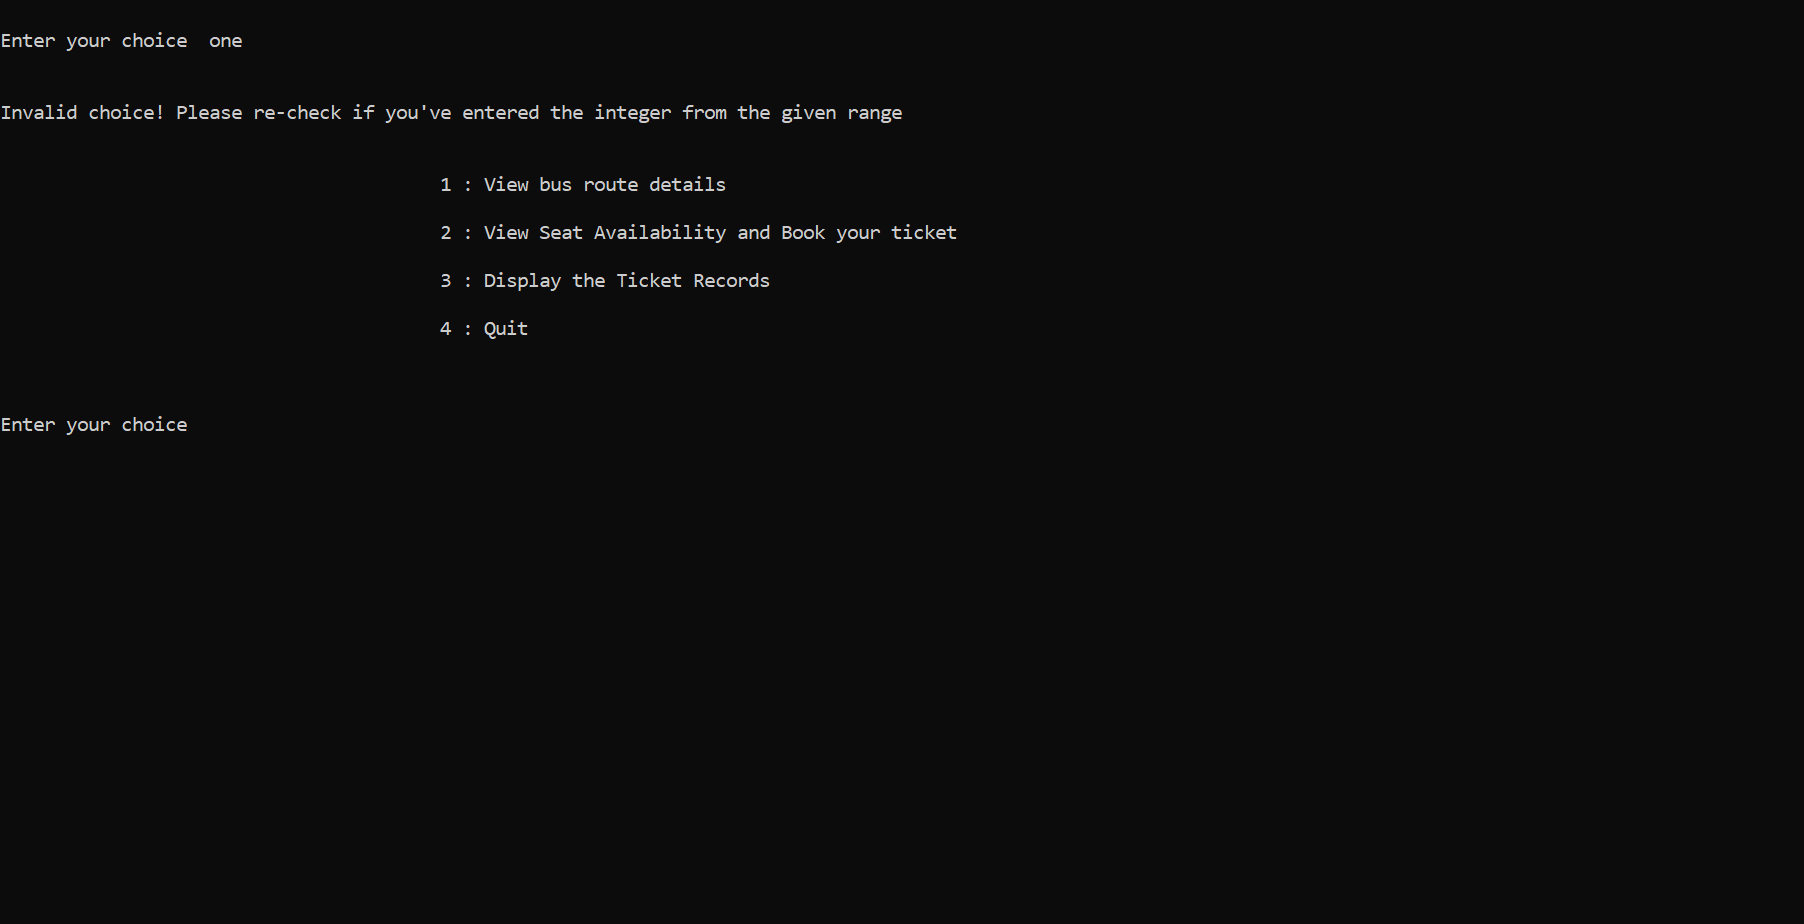 Enter your choice  one
Invalid choice! Please re-check if you've entered the integer from the given range
1 : View bus route details
2 : View Seat Availability and Book your ticket
3 : Display the Ticket Records
4 : Quit
Enter your choice